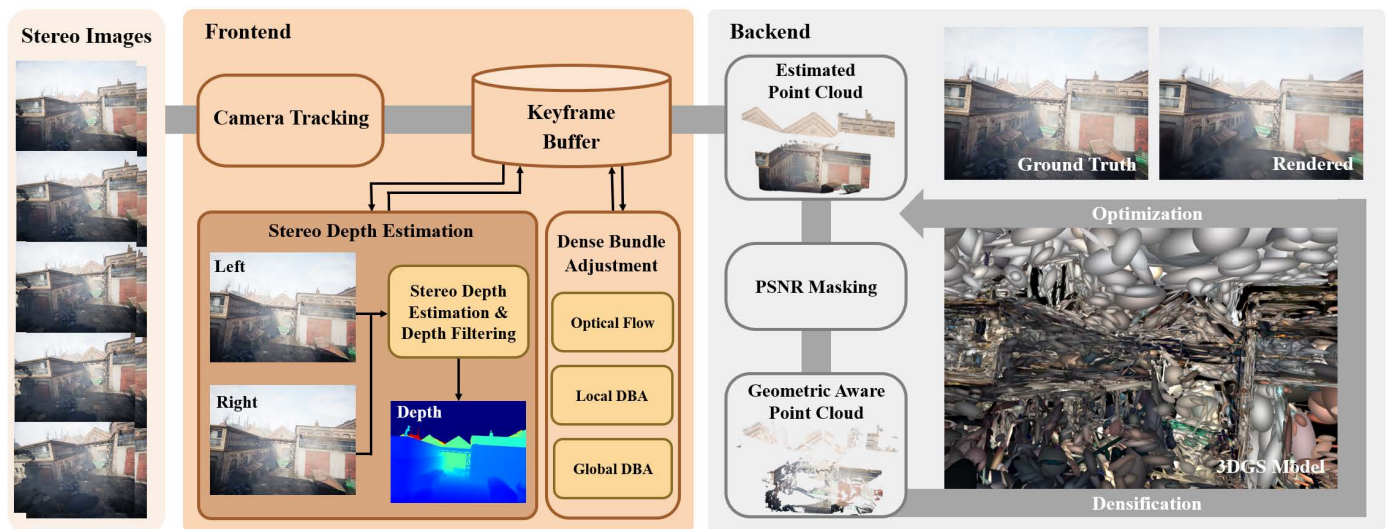 Stereo Images
Frontend
Camera Tracking
Keyframe
Buffer
Stereo Depth Estimation
Left
Right
Stereo Depth
Estimation &
Depth Filtering
Depth
Dense Bundle
Adjustment
Optical Flow
Local DBA
Global DBA
Backend
Estimated
Point Cloud
PSNR Masking
Geometric Aware
Point Cloud
Ground Truth
Rendered
Optimization
3DGS Model
Densification